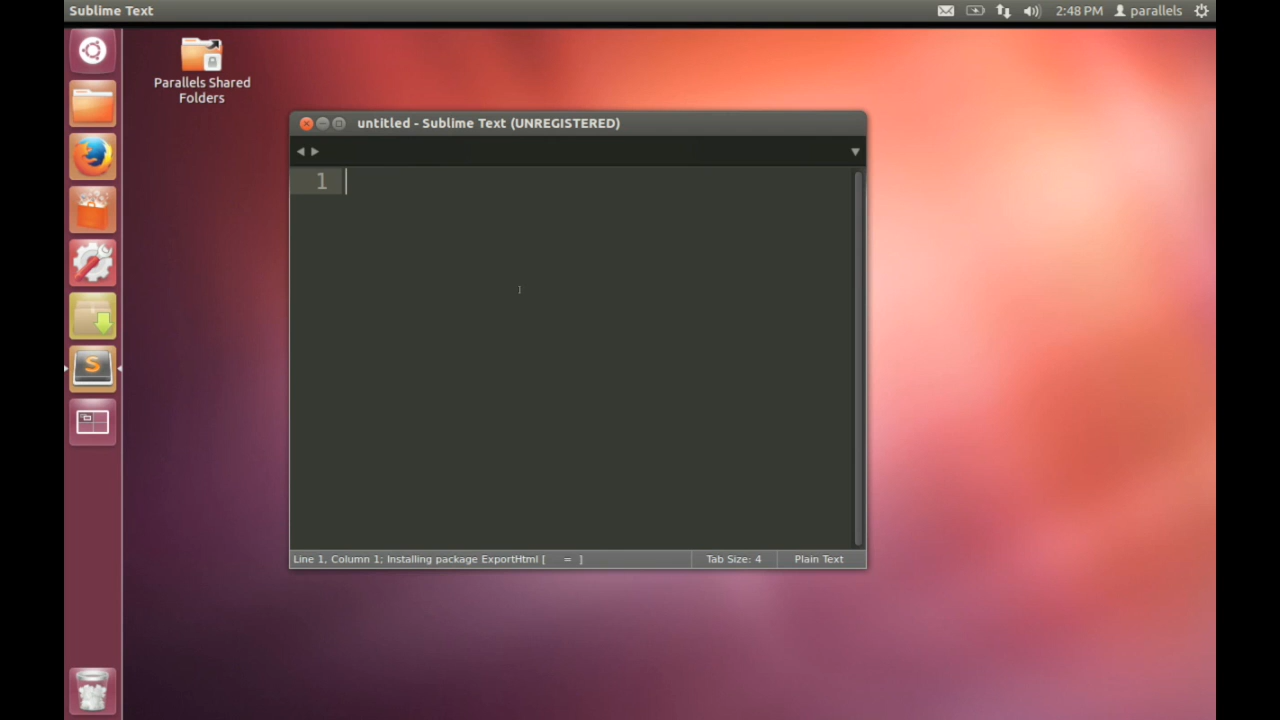 Sublime Text
2:48 PM
parallels
Parallels Shared
Folders
untitled - Sublime Text (UNREGISTERED)
1
Line 1, Column 1; Installing package ExportHtml [    =  ]
Tab Size: 4
Plain Text